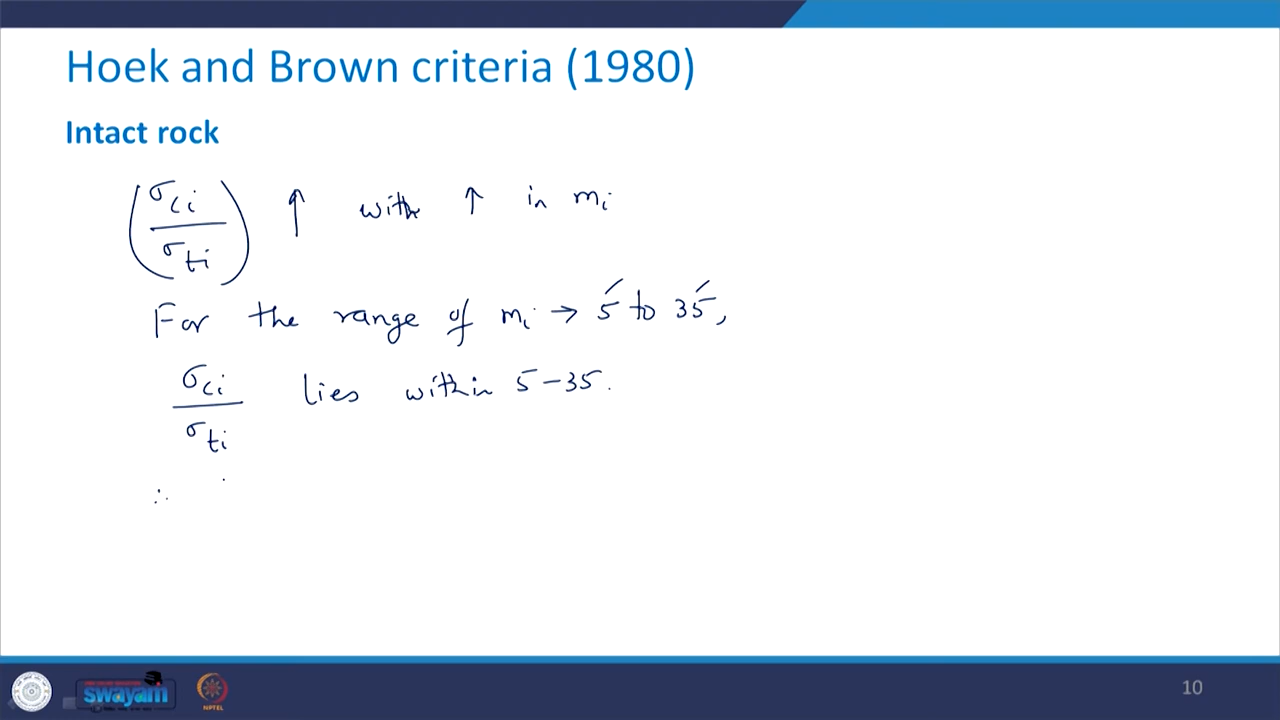 Hoek and Brown criteria (1980)
Intact rock
(σci/σti) ↑ with ↑ in mi
For the range of mi → 5 to 35,
σci/σti lies within 5-35.
∴
swayam
NPTEL
10